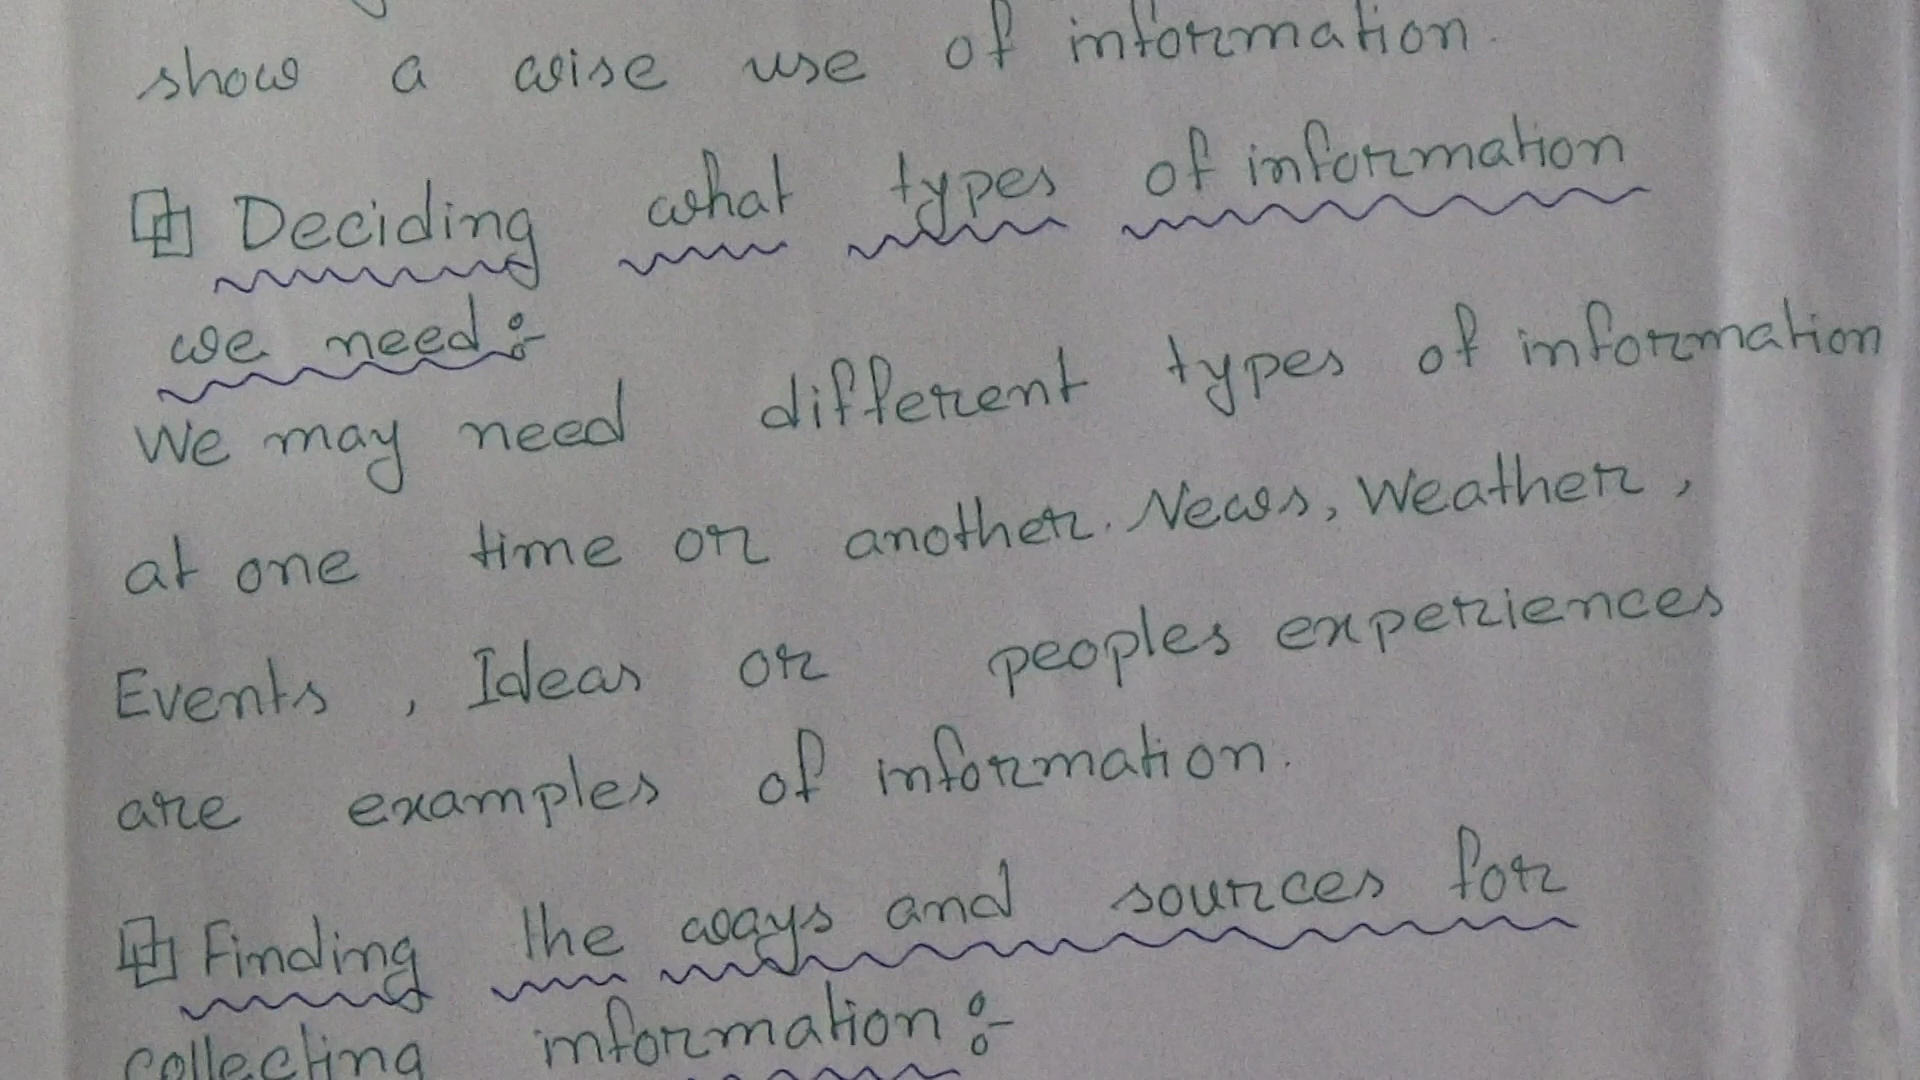 show a wise use of information.
Deciding what types of information
we need :-
We may need different types of information
at one time or another. News, Weather,
Events, Ideas or peoples experiences
are examples of information.
Finding the ways and sources for
collecting information :-